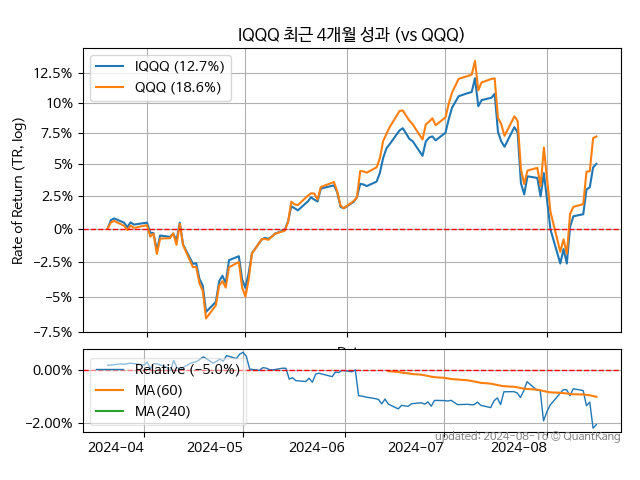 IQQQ 최근 4개월 성과 (vs QQQ)
IQQQ (12.7%)
QQQ (18.6%)
Rate of Return (TR, log)
12.5%
10%
7.5%
5%
2.5%
0%
−2.5%
−5%
−7.5%
Relative (−5.0%)
MA(60)
MA(240)
0.00%
−2.00%
updated: 2024-08-16 © QuantKang
2024-04
2024-05
2024-06
2024-07
2024-08